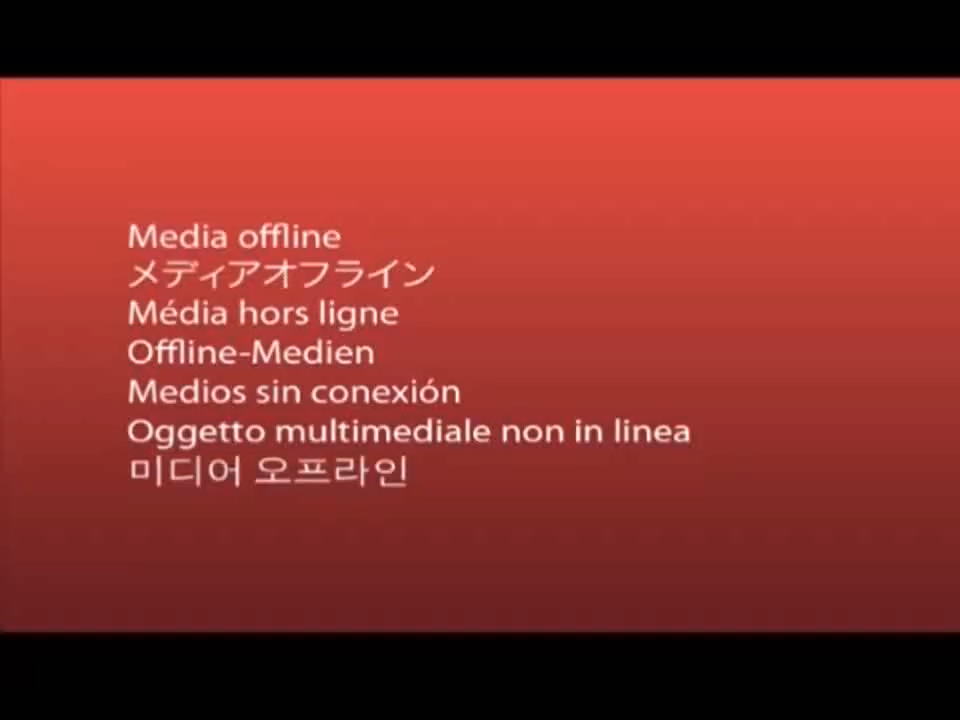 Media offline
メディアオフライン
Média hors ligne
Offline-Medien
Medios sin conexión
Oggetto multimediale non in linea
미디어 오프라인